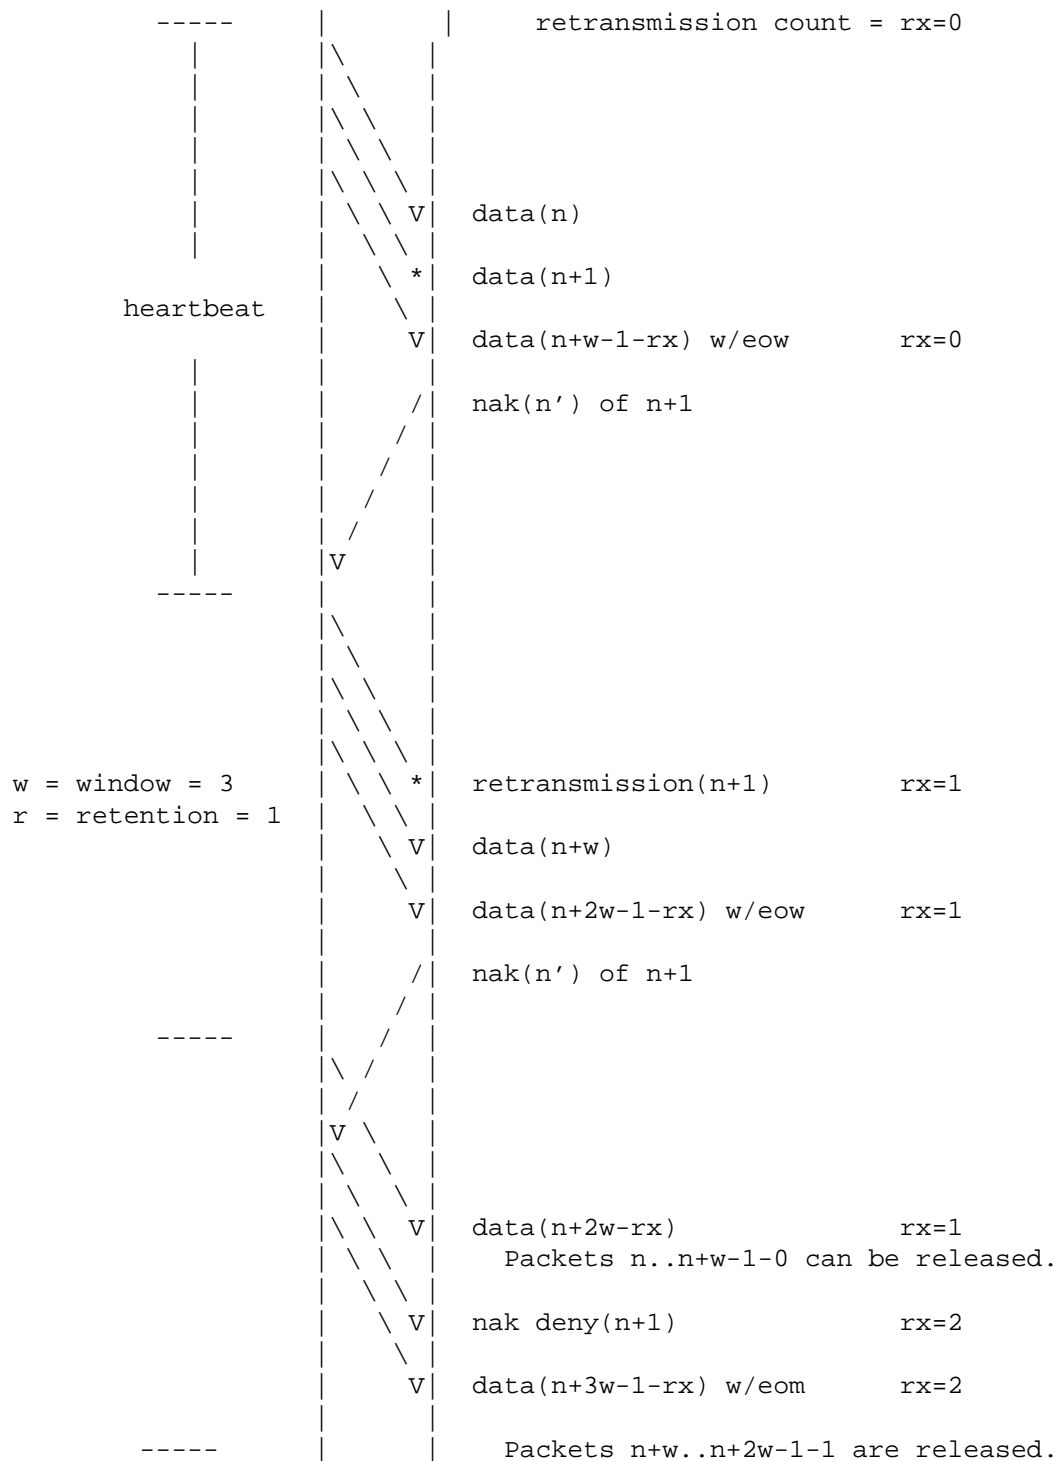 retransmission count = rx=0
data(n)
data(n+1)
heartbeat
data(n+w-1-rx) w/eow rx=0
nak(n') of n+1
w = window = 3 retransmission(n+1) rx=1
r = retention = 1
data(n+w)
data(n+2w-1-rx) w/eow rx=1
nak(n') of n+1
data(n+2w-rx) rx=1
Packets n..n+w-1-0 can be released.
nak deny(n+1) rx=2
data(n+3w-1-rx) w/eom rx=2
Packets n+w..n+2w-1-1 are released.